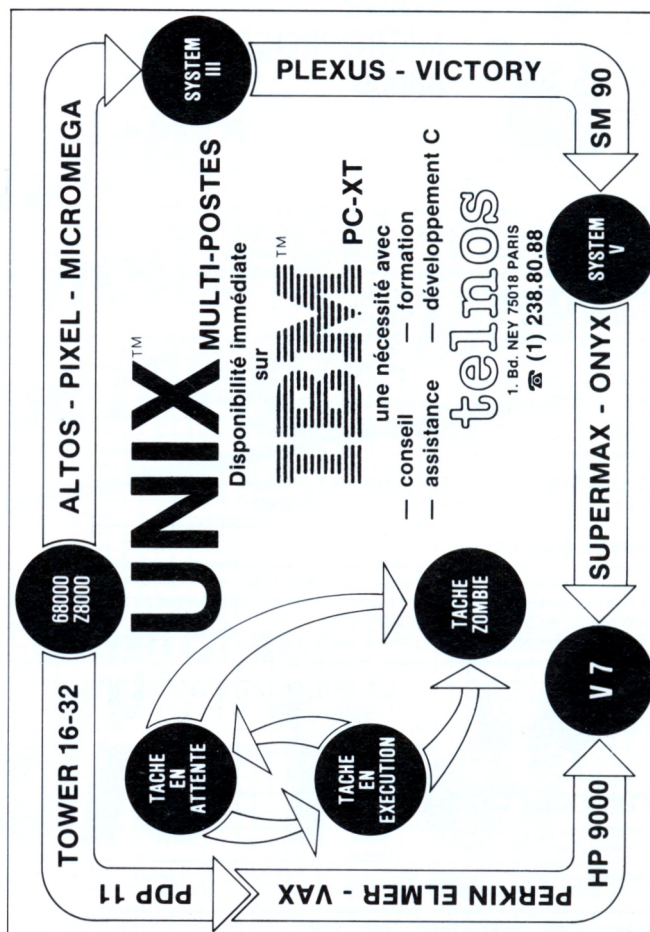 UNIX™
MULTI-POSTES
Disponibilité immédiate
sur
IBM™
PC-XT
une nécessité avec
— conseil — formation
— assistance — développement C
telnos
1. Bd. NEY 75018 PARIS
☎ (1) 238.80.88
68000
Z8000
ALTOS - PIXEL - MICROMEGA
SYSTEM
III
PLEXUS - VICTORY
SM 90
SYSTEM
V
SUPERMAX - ONYX
V 7
TOWER 16-32
PDP 11
PERKIN ELMER - VAX
HP 9000
TACHE
EN
ATTENTE
TACHE
EN
EXECUTION
TACHE
ZOMBIE